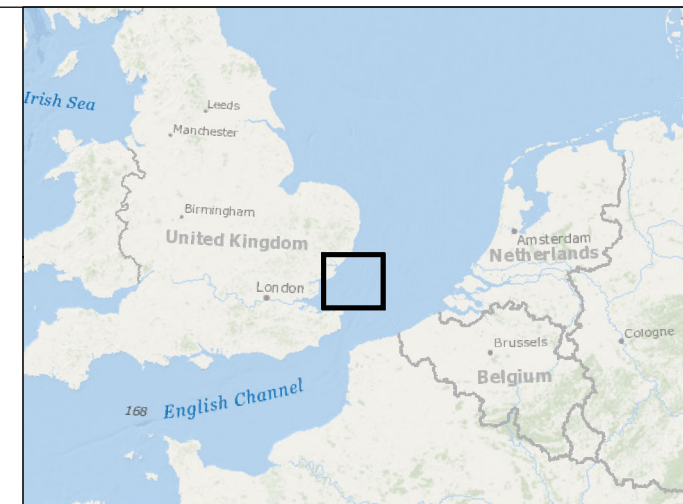 Irish Sea
Leeds
Manchester
Birmingham
United Kingdom
London
Amsterdam
Netherlands
Brussels
Cologne
Belgium
English Channel
168